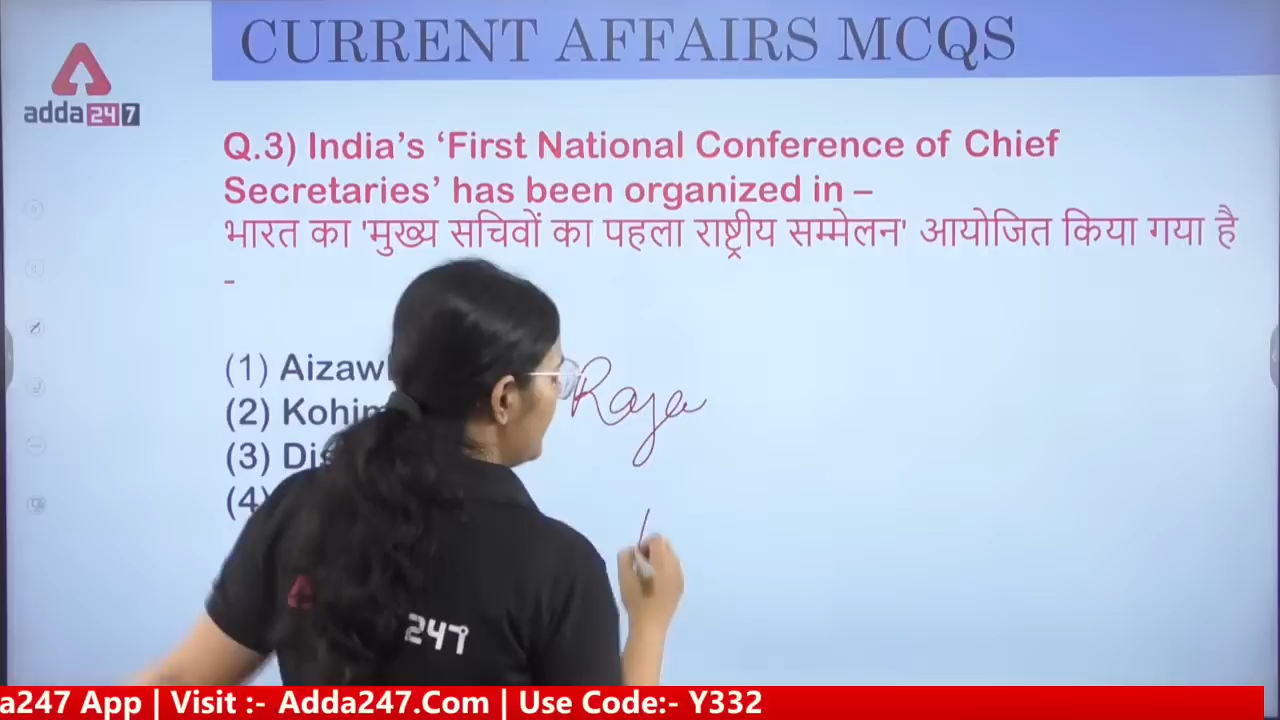 CURRENT AFFAIRS MCQS
adda247
Q.3) India's 'First National Conference of Chief
Secretaries' has been organized in –
भारत का 'मुख्य सचिवों का पहला राष्ट्रीय सम्मेलन' आयोजित किया गया है
-
(1) Aizawl
(2) Kohim
(3) Dis
(4)
Raja
247
a247 App | Visit :- Adda247.Com | Use Code:- Y332